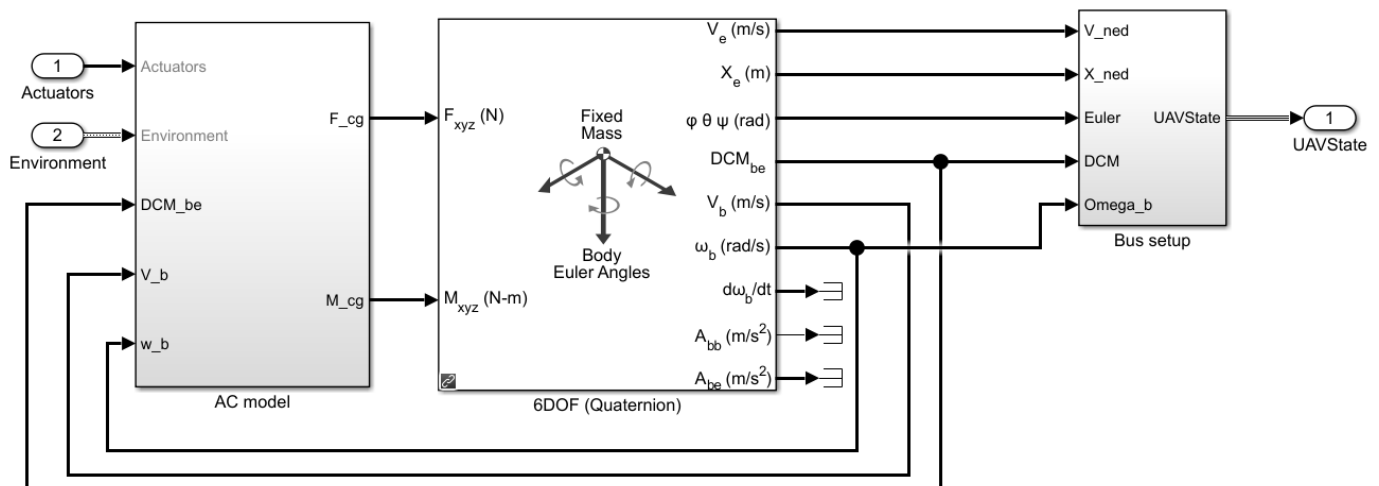 1
Actuators
2
Environment
Actuators
Environment
DCM_be
V_b
w_b
F_cg
M_cg
AC model
F_xyz (N)
M_xyz (N-m)
Fixed
Mass
Body
Euler Angles
V_e (m/s)
X_e (m)
φ θ ψ (rad)
DCM_be
V_b (m/s)
ω_b (rad/s)
dω_b/dt
A_bb (m/s²)
A_be (m/s²)
6DOF (Quaternion)
V_ned
X_ned
Euler
DCM
Omega_b
UAVState
Bus setup
1
UAVState